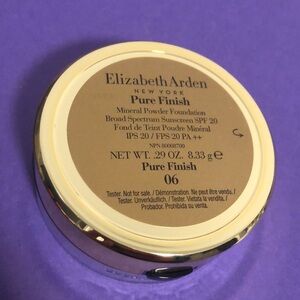 Elizabeth Arden
NEW YORK
Pure Finish
Mineral Powder Foundation
Broad Spectrum Sunscreen SPF 20
Fond de Teint Poudre Minéral
IPS 20 / FPS 20 PA ++
NPN 80068700
NET WT. .29 OZ. 8.33 g ℮
Pure Finish
06
Tester. Not for sale. / Démonstration. Ne peut être vendu. /
Tester. Unverkäuflich. / Tester. Vietata la vendita. /
Probador. Prohibida su venta.